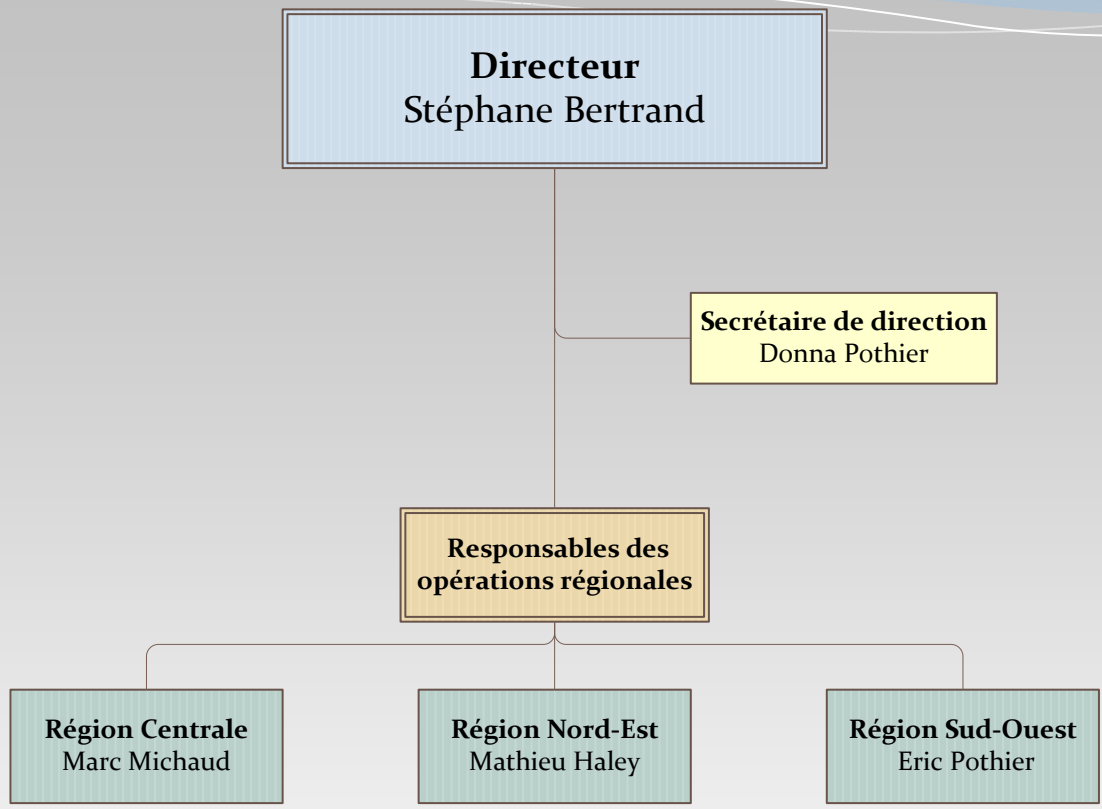 Directeur
Stéphane Bertrand
Secrétaire de direction
Donna Pothier
Responsables des
opérations régionales
Région Centrale
Marc Michaud
Région Nord-Est
Mathieu Haley
Région Sud-Ouest
Eric Pothier